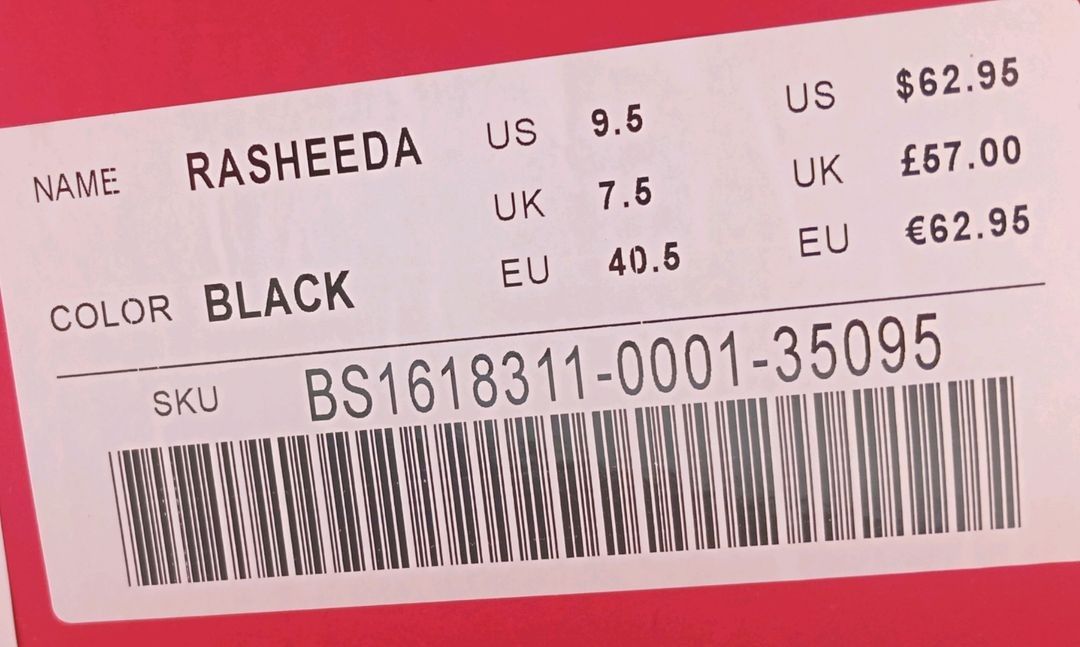 NAME RASHEEDA US 9.5 US $62.95
UK 7.5 UK £57.00
COLOR BLACK EU 40.5 EU €62.95
SKU BS1618311-0001-35095